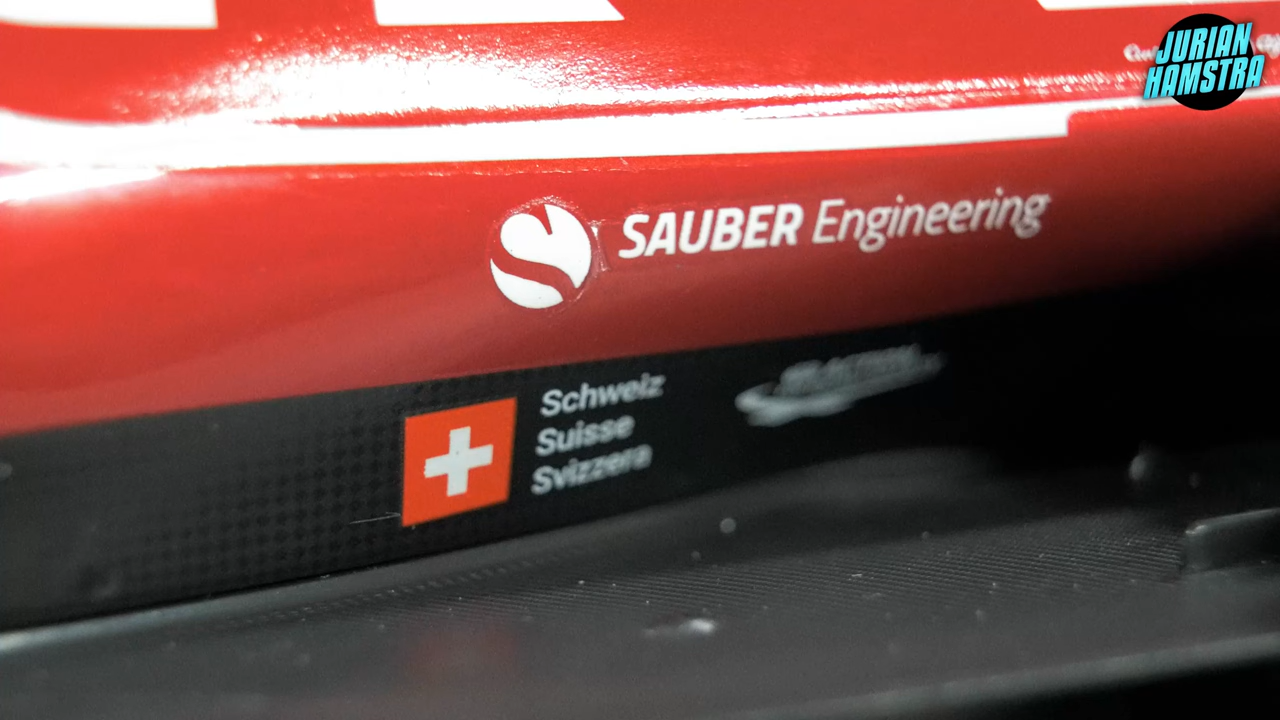 JURIAN
HAMSTRA
SAUBER Engineering
Schweiz
Suisse
Svizzera